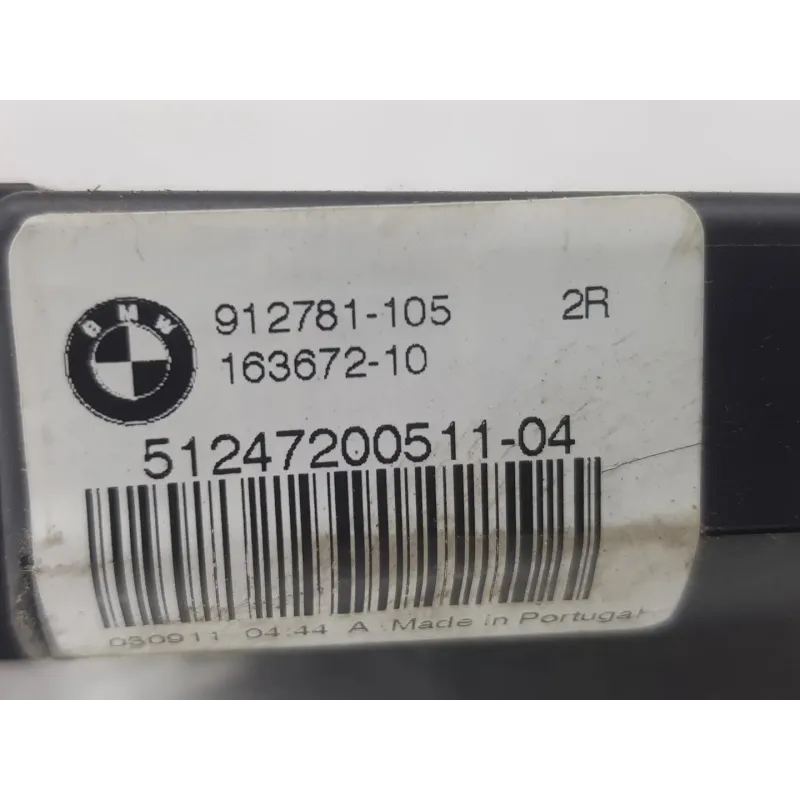 BMW
912781-105 2R
163672-10
51247200511-04
030911 04:44 A Made in Portugal